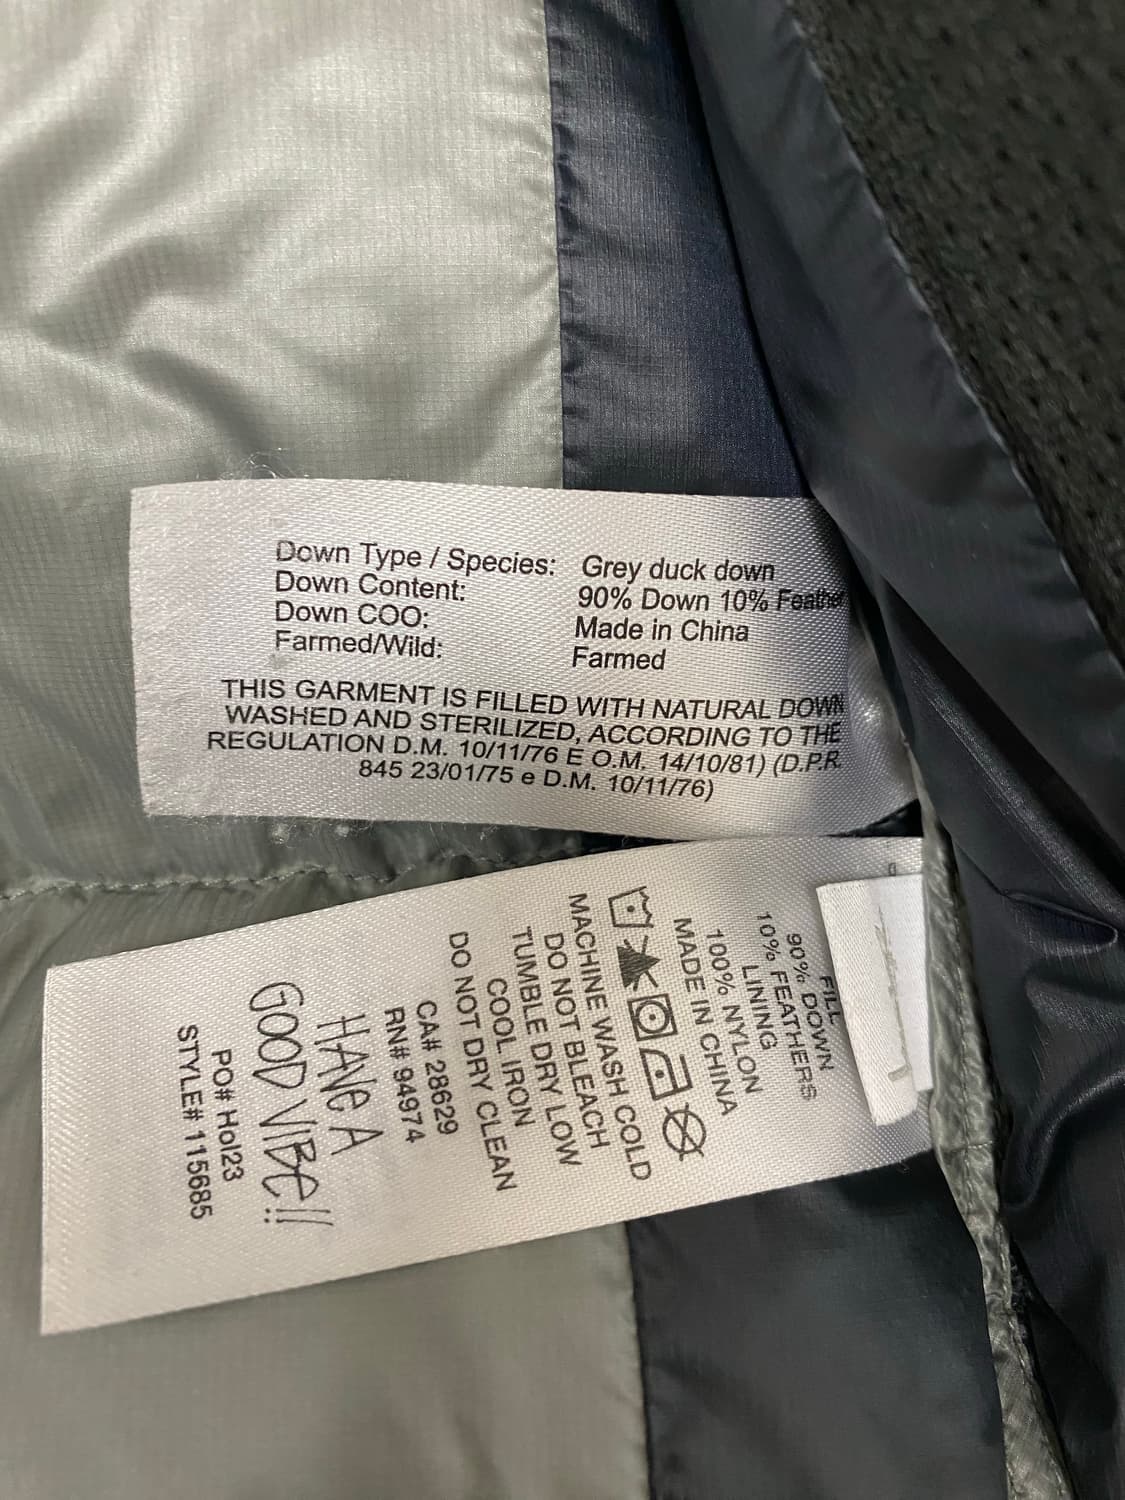 Down Type / Species: Grey duck down
Down Content: 90% Down 10% Feather
Down COO: Made in China
Farmed/Wild: Farmed
THIS GARMENT IS FILLED WITH NATURAL DOWN
WASHED AND STERILIZED, ACCORDING TO THE
REGULATION D.M. 10/11/76 E O.M. 14/10/81) (D.P.R.
845 23/01/75 e D.M. 10/11/76)
FILL
90% DOWN
10% FEATHERS
LINING
100% NYLON
MADE IN CHINA
MACHINE WASH COLD
DO NOT BLEACH
TUMBLE DRY LOW
COOL IRON
DO NOT DRY CLEAN
CA# 28629
RN# 94974
HAVE A
GOOD VIBE!!
PO# Hol23
STYLE# 115685